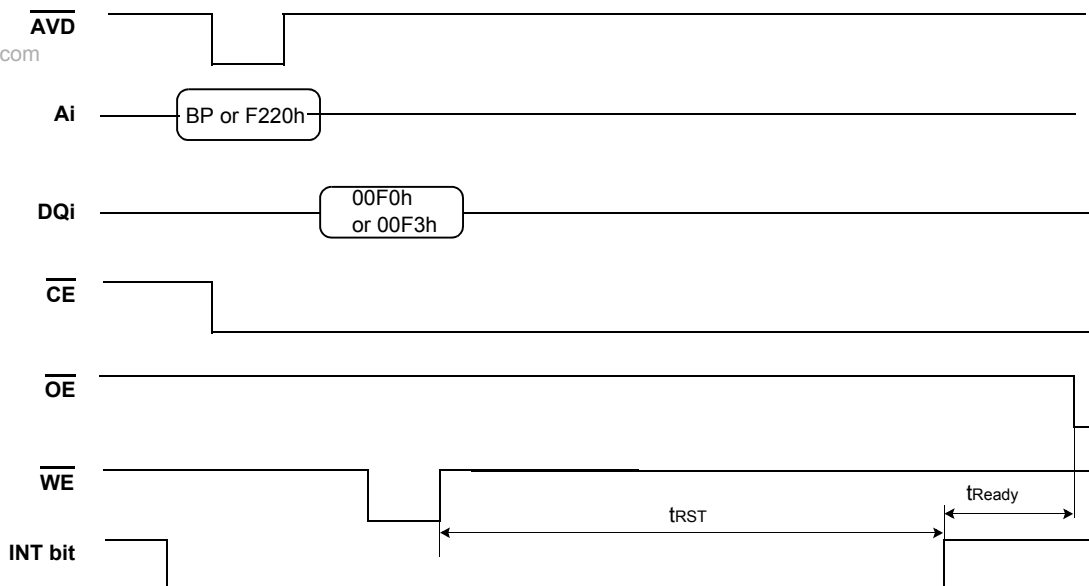 AVD
com
Ai
BP or F220h
DQi
00F0h
or 00F3h
CE
OE
WE
tReady
tRST
INT bit